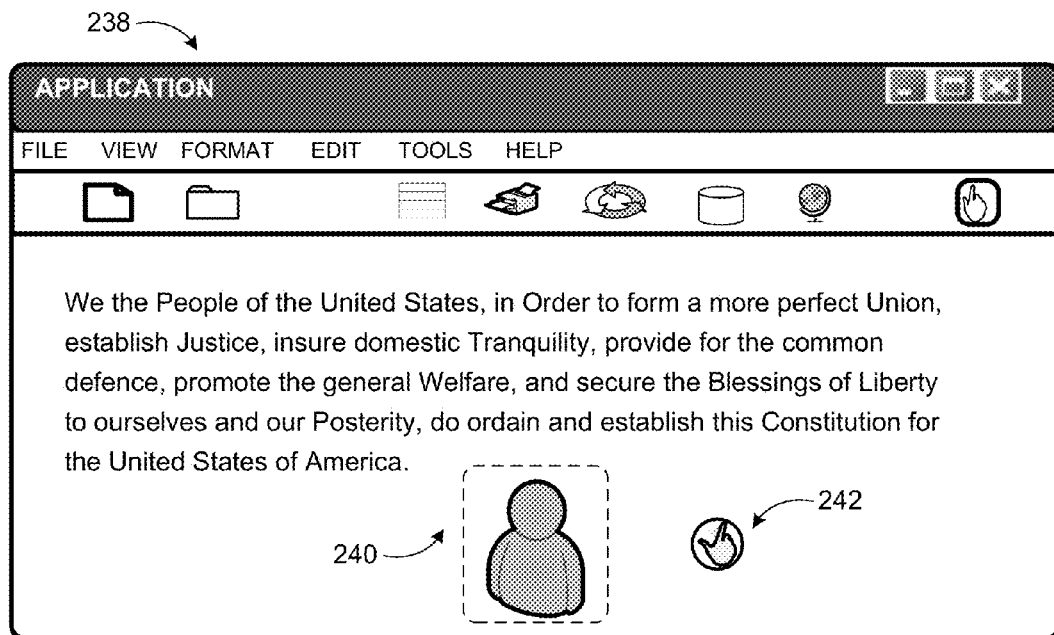 238
APPLICATION
FILE VIEW FORMAT EDIT TOOLS HELP
We the People of the United States, in Order to form a more perfect Union,
establish Justice, insure domestic Tranquility, provide for the common
defence, promote the general Welfare, and secure the Blessings of Liberty
to ourselves and our Posterity, do ordain and establish this Constitution for
the United States of America.
242
240